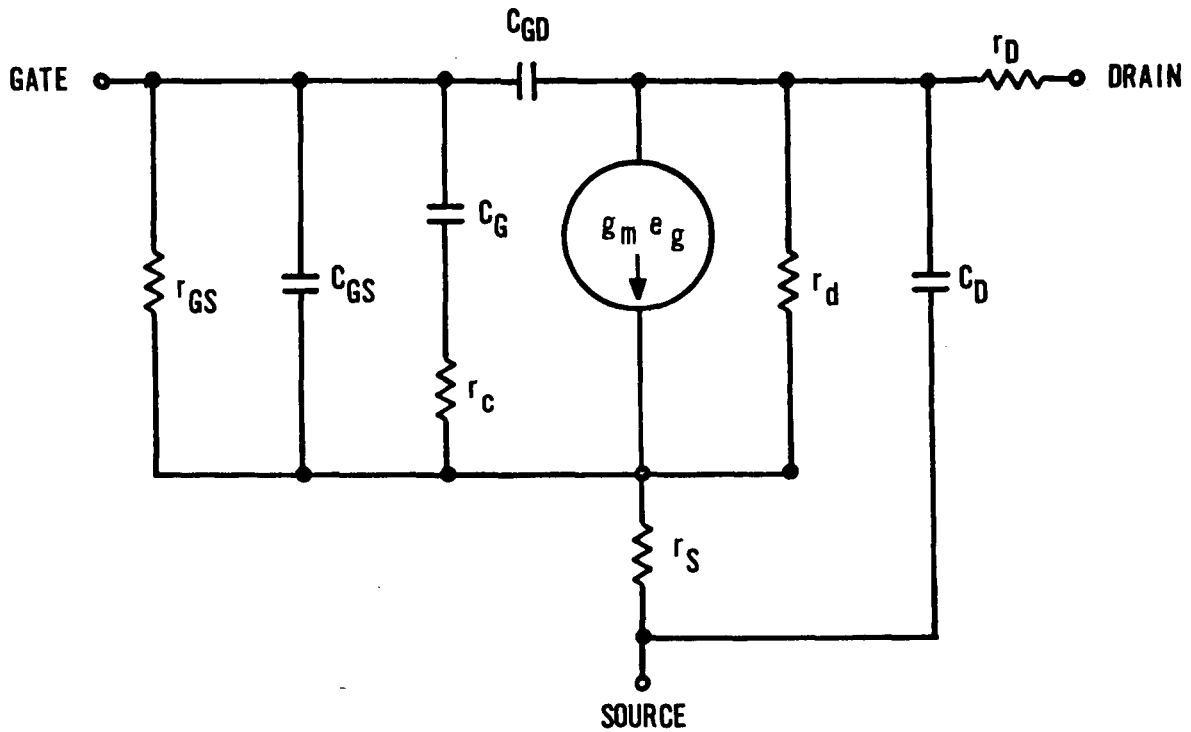 C_GD
r_D
GATE
DRAIN
C_G
g_m e_g
r_GS
C_GS
r_d
C_D
r_c
r_S
SOURCE